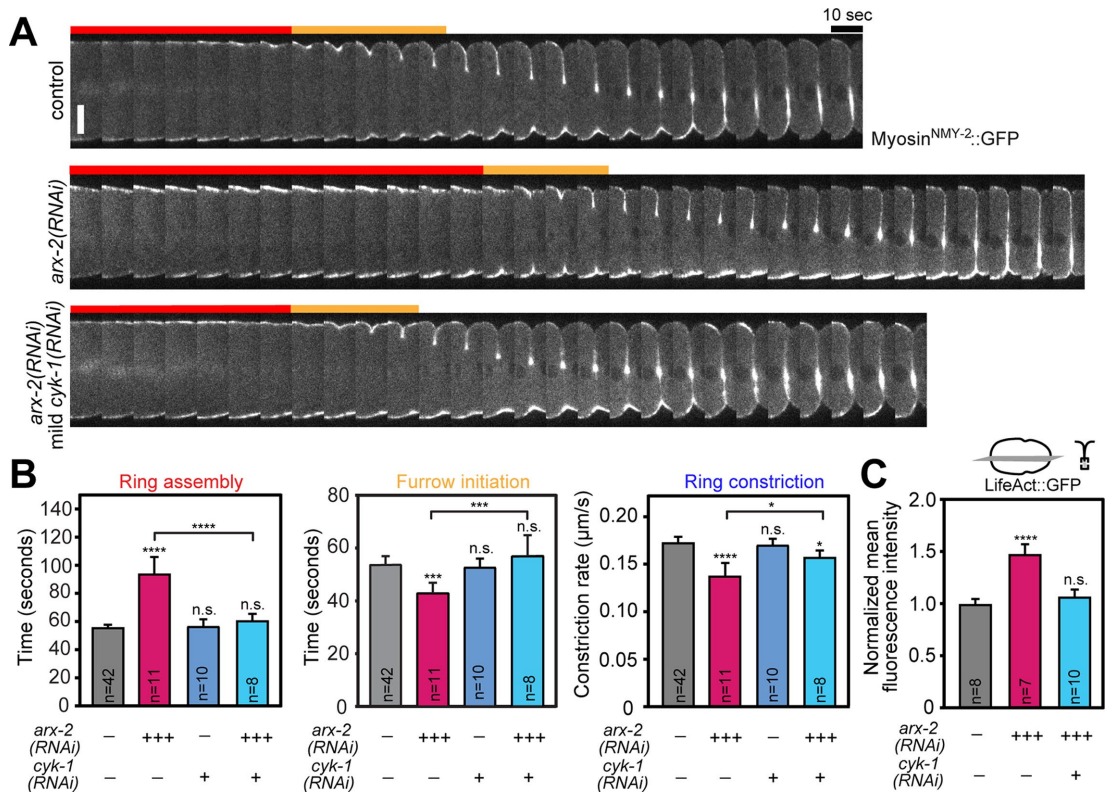 A
10 sec
control
Myosin^NMY-2::GFP
arx-2(RNAi)
arx-2(RNAi)
mild cyk-1(RNAi)
B
Ring assembly
Time (seconds)
140
120
100
80
60
40
20
0
****
****
n.s.
n.s.
n=42
n=11
n=10
n=8
arx-2
(RNAi)
– +++ – +++
cyk-1
(RNAi)
– – + +
Furrow initiation
Time (seconds)
80
60
40
20
0
***
***
n.s.
n.s.
n=42
n=11
n=10
n=8
arx-2
(RNAi)
– +++ – +++
cyk-1
(RNAi)
– – + +
Ring constriction
Constriction rate (μm/s)
0.20
0.15
0.10
0.05
0.00
*
****
n.s.
*
n=42
n=11
n=10
n=8
arx-2
(RNAi)
– +++ – +++
cyk-1
(RNAi)
– – + +
C
LifeAct::GFP
Normalized mean
fluorescence intensity
2.0
1.5
1.0
0.5
0
****
n.s.
n=8
n=7
n=10
arx-2
(RNAi)
– +++ +++
cyk-1
(RNAi)
– – +